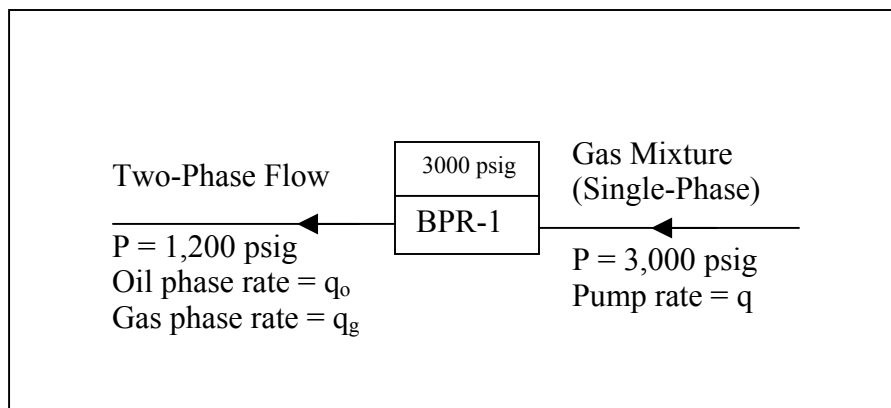 Two-Phase Flow
P = 1,200 psig
Oil phase rate = qo
Gas phase rate = qg
3000 psig
BPR-1
Gas Mixture
(Single-Phase)
P = 3,000 psig
Pump rate = q